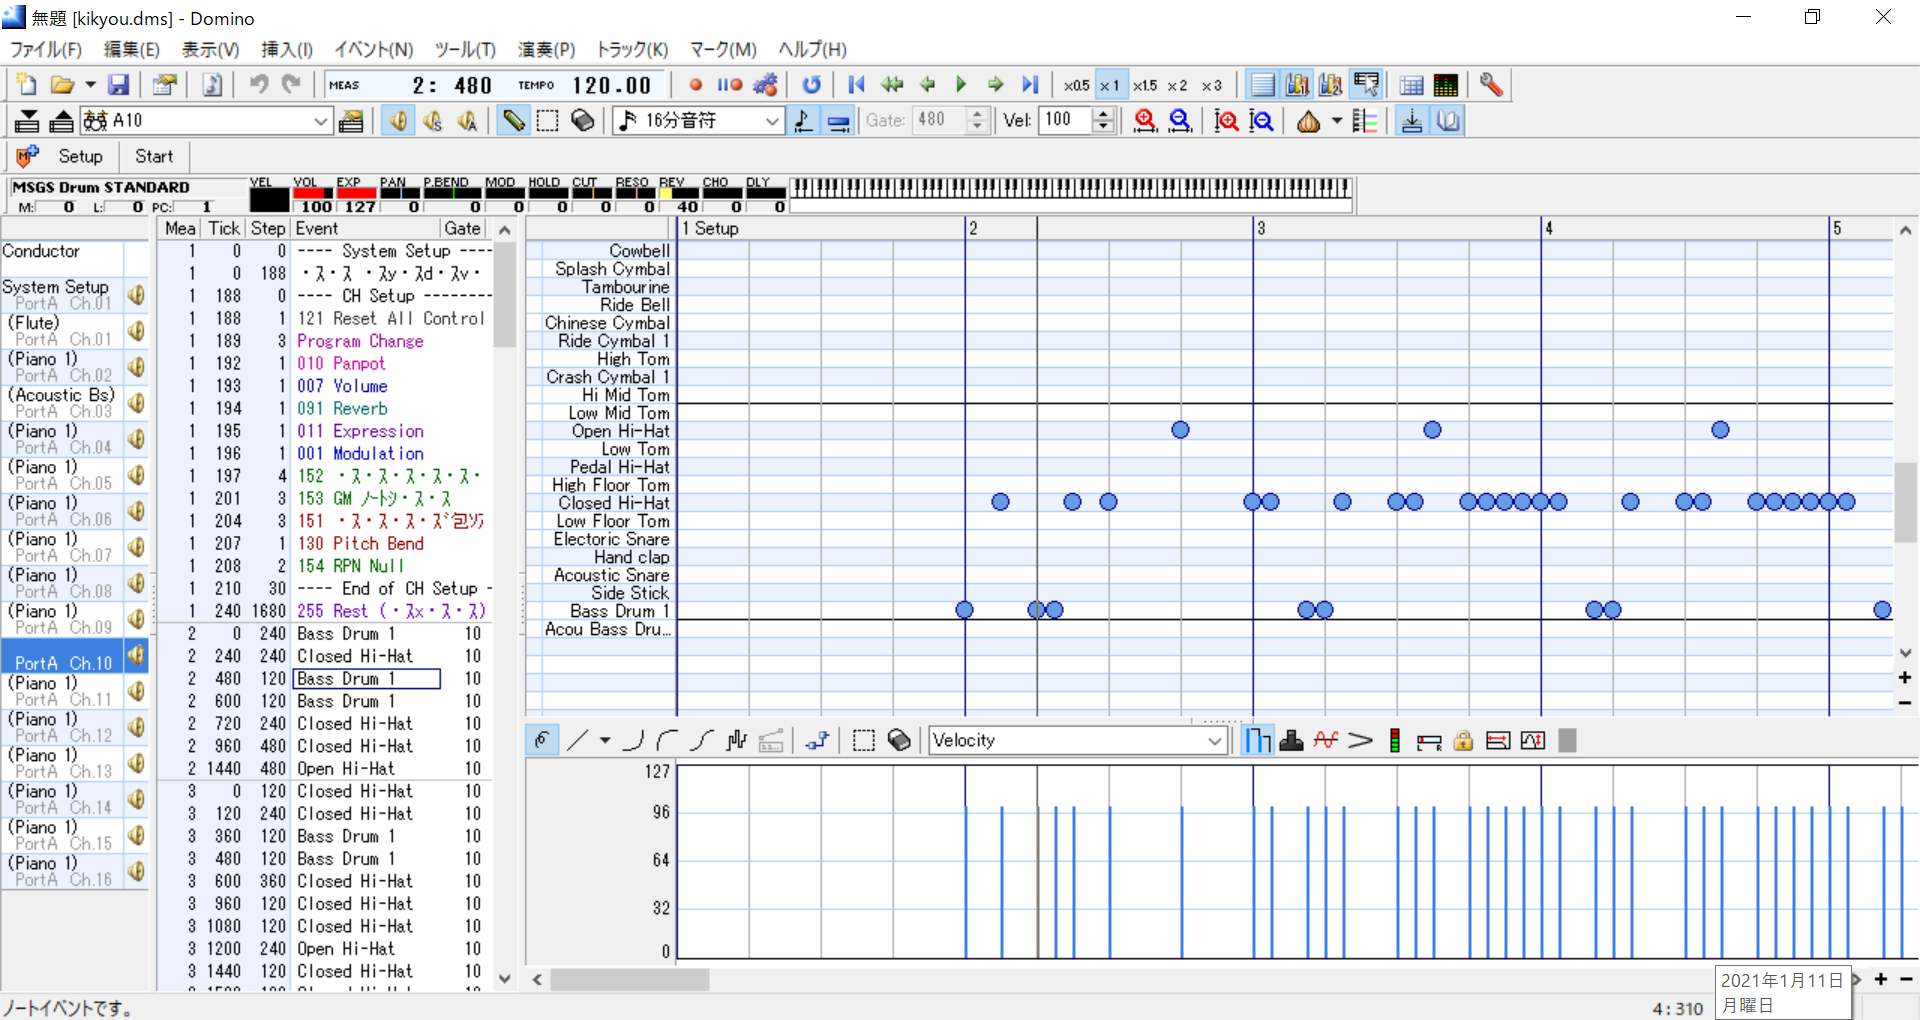 無題 [kikyou.dms] - Domino
ファイル(F) 編集(E) 表示(V) 挿入(I) イベント(N) ツール(T) 演奏(P) トラック(K) マーク(M) ヘルプ(H)
MEAS 2: 480 TEMPO 120.00 x0.5 x1 x1.5 x2 x3
A10 16分音符 Gate: 480 Vel: 100
Setup Start
MSGS Drum STANDARD VEL VOL EXP PAN P.BEND MOD HOLD CUT RESO REV CHO DLY
M: 0 L: 0 PC: 1 100 127 0 0 0 0 0 0 40 0 0
Mea Tick Step Event Gate
1 Setup 2 3 4 5
Conductor
System Setup
PortA Ch.01
(Flute)
PortA Ch.01
(Piano 1)
PortA Ch.02
(Acoustic Bs)
PortA Ch.03
(Piano 1)
PortA Ch.04
(Piano 1)
PortA Ch.05
(Piano 1)
PortA Ch.06
(Piano 1)
PortA Ch.07
(Piano 1)
PortA Ch.08
(Piano 1)
PortA Ch.09
PortA Ch.10
(Piano 1)
PortA Ch.11
(Piano 1)
PortA Ch.12
(Piano 1)
PortA Ch.13
(Piano 1)
PortA Ch.14
(Piano 1)
PortA Ch.15
(Piano 1)
PortA Ch.16
1 0 0 ---- System Setup ----
1 0 188 ・ス・ス ・スy・スd・スv・
1 188 0 ---- CH Setup --------
1 188 1 121 Reset All Control
1 189 3 Program Change
1 192 1 010 Panpot
1 193 1 007 Volume
1 194 1 091 Reverb
1 195 1 011 Expression
1 196 1 001 Modulation
1 197 4 152 ・ス・ス・ス・ス・ス・
1 201 3 153 GM ノートシ・ス・ス
1 204 3 151 ・ス・ス・ス・ズ包ソ
1 207 1 130 Pitch Bend
1 208 2 154 RPN Null
1 210 30 ---- End of CH Setup -
1 240 1680 255 Rest (・スx・ス・ス)
2 0 240 Bass Drum 1 10
2 240 240 Closed Hi-Hat 10
2 480 120 Bass Drum 1 10
2 600 120 Bass Drum 1 10
2 720 240 Closed Hi-Hat 10
2 960 480 Closed Hi-Hat 10
2 1440 480 Open Hi-Hat 10
3 0 120 Closed Hi-Hat 10
3 120 240 Closed Hi-Hat 10
3 360 120 Bass Drum 1 10
3 480 120 Bass Drum 1 10
3 600 360 Closed Hi-Hat 10
3 960 120 Closed Hi-Hat 10
3 1080 120 Closed Hi-Hat 10
3 1200 240 Open Hi-Hat 10
3 1440 120 Closed Hi-Hat 10
Cowbell
Splash Cymbal
Tambourine
Ride Bell
Chinese Cymbal
Ride Cymbal 1
High Tom
Crash Cymbal 1
Hi Mid Tom
Low Mid Tom
Open Hi-Hat
Low Tom
Pedal Hi-Hat
High Floor Tom
Closed Hi-Hat
Low Floor Tom
Electoric Snare
Hand clap
Acoustic Snare
Side Stick
Bass Drum 1
Acou Bass Dru...
Velocity
127
96
64
32
0
ノートイベントです。
4: 310
2021年1月11日
月曜日